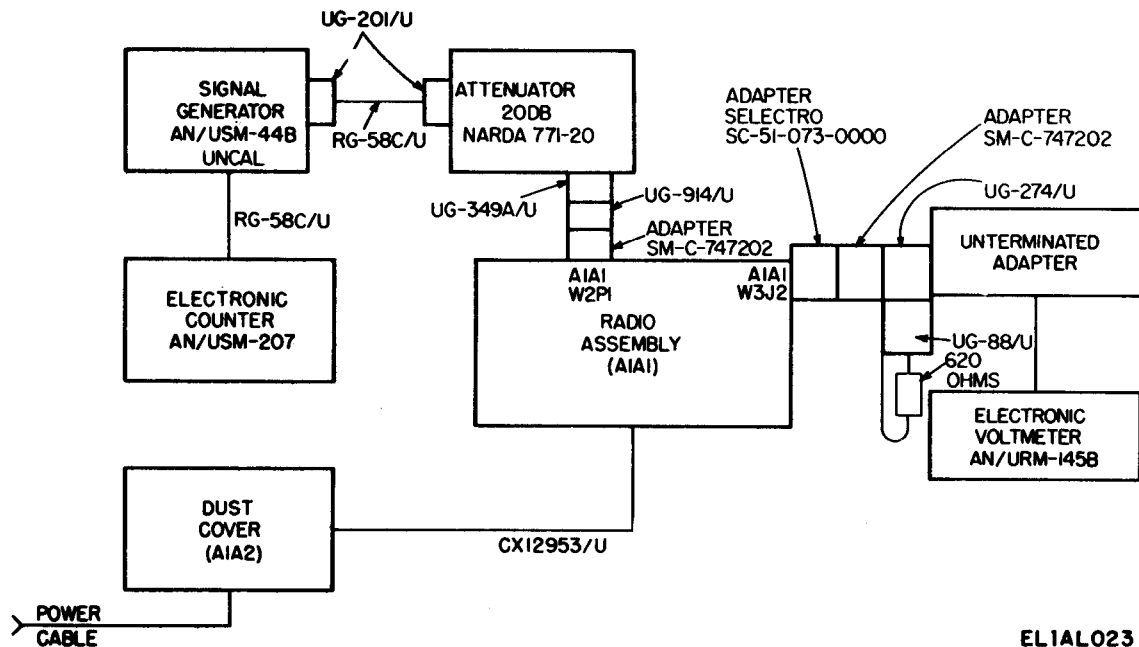 UG-201/U
SIGNAL
GENERATOR
AN/USM-44B
UNCAL
RG-58C/U
ATTENUATOR
20DB
NARDA 771-20
RG-58C/U
ELECTRONIC
COUNTER
AN/USM-207
UG-349A/U
UG-914/U
ADAPTER
SM-C-747202
ADAPTER
SELECTRO
SC-51-073-0000
ADAPTER
SM-C-747202
UG-274/U
UNTERMINATED
ADAPTER
A1A1
W2P1
A1A1
W3J2
RADIO
ASSEMBLY
(A1A1)
UG-88/U
620
OHMS
ELECTRONIC
VOLTMETER
AN/URM-145B
DUST
COVER
(A1A2)
CX12953/U
POWER
CABLE
EL1AL023